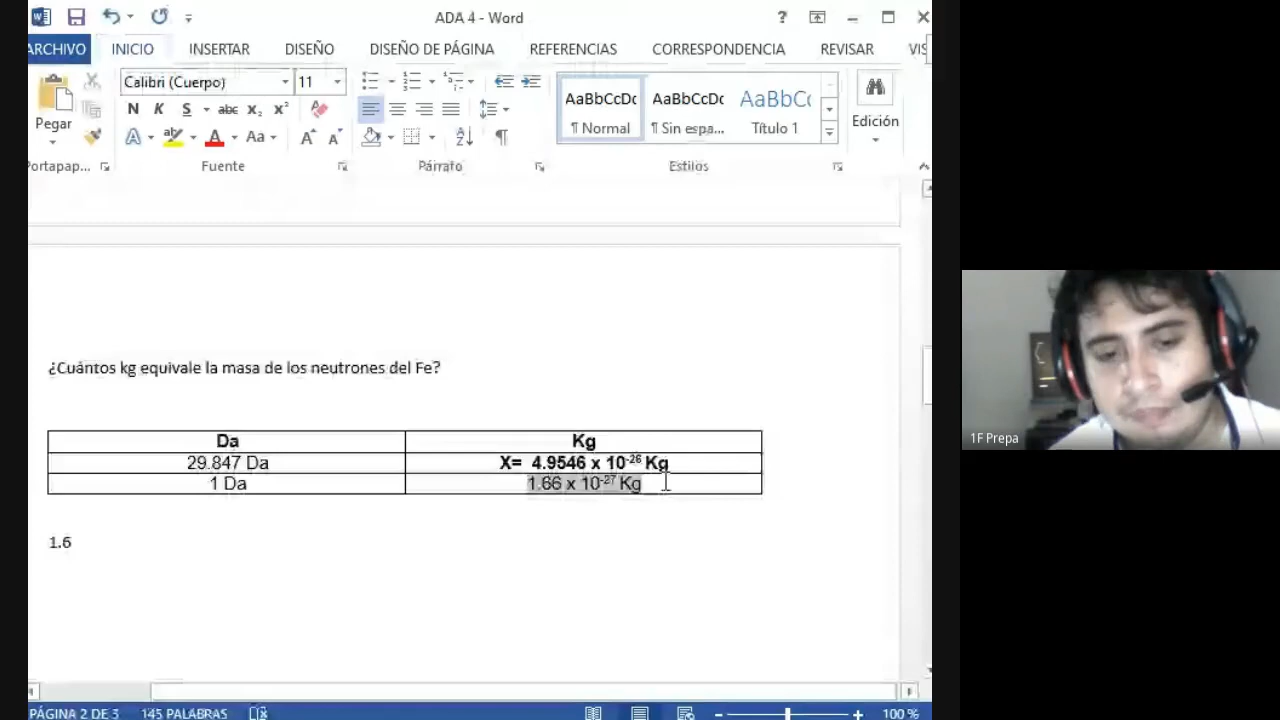 ADA 4 - Word
?
ARCHIVO INICIO INSERTAR DISEÑO DISEÑO DE PÁGINA REFERENCIAS CORRESPONDENCIA REVISAR VIS
Calibri (Cuerpo) 11
Pegar
N K S abc x₂ x²
A A Aa A A
AaBbCcDc AaBbCcDc AaBbCc
¶ Normal ¶ Sin espa... Título 1
Edición
Portapap... Fuente Párrafo Estilos
¿Cuántos kg equivale la masa de los neutrones del Fe?
Da Kg
29.847 Da X= 4.9546 x 10⁻²⁶ Kg
1 Da 1.66 x 10⁻²⁷ Kg
1.6
1F Prepa
PÁGINA 2 DE 3 145 PALABRAS 100 %